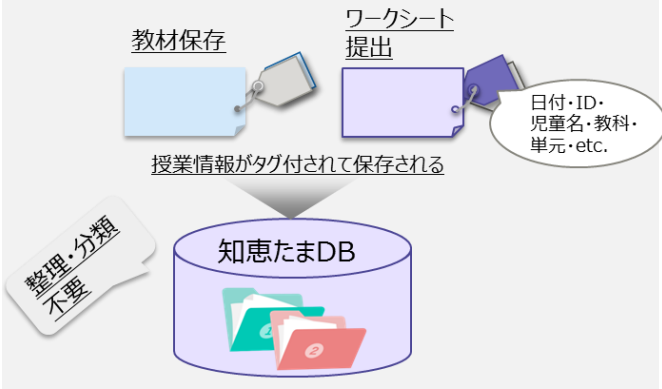 教材保存
ワークシート
提出
日付・ID・
児童名・教科・
単元・etc.
授業情報がタグ付されて保存される
整理・分類
不要
知恵たまDB
1
2